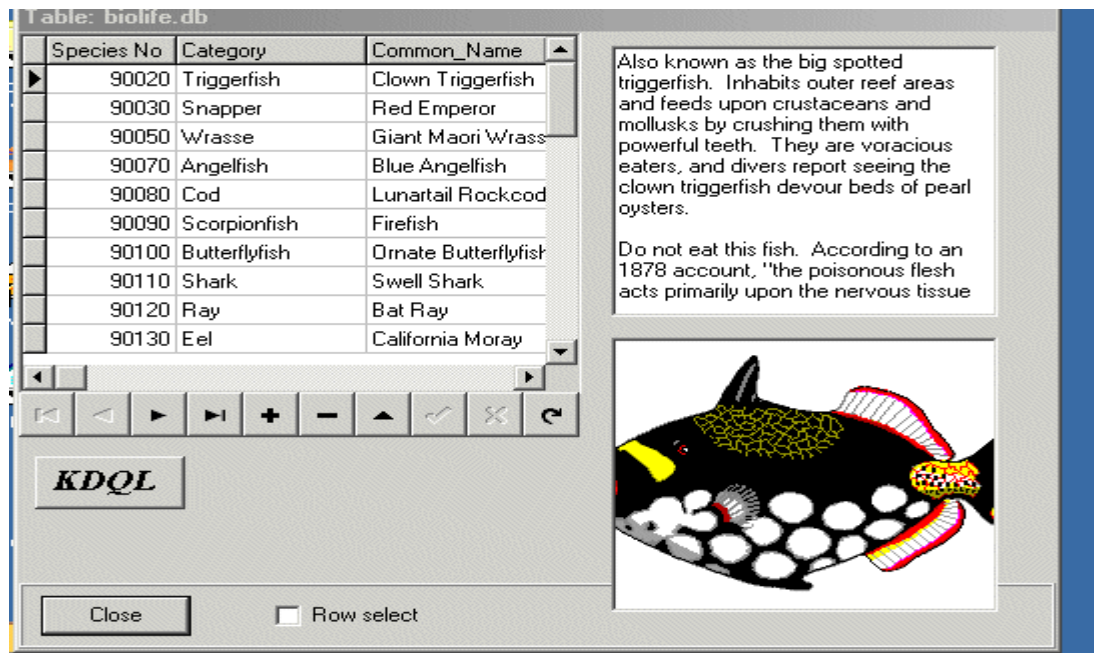 Table: biolife.db
Species No Category Common_Name
90020 Triggerfish Clown Triggerfish
90030 Snapper Red Emperor
90050 Wrasse Giant Maori Wrass
90070 Angelfish Blue Angelfish
90080 Cod Lunartail Rockcod
90090 Scorpionfish Firefish
90100 Butterflyfish Ornate Butterflyfish
90110 Shark Swell Shark
90120 Ray Bat Ray
90130 Eel California Moray
Also known as the big spotted
triggerfish. Inhabits outer reef areas
and feeds upon crustaceans and
mollusks by crushing them with
powerful teeth. They are voracious
eaters, and divers report seeing the
clown triggerfish devour beds of pearl
oysters.
Do not eat this fish. According to an
1878 account, "the poisonous flesh
acts primarily upon the nervous tissue
KDQL
Close Row select